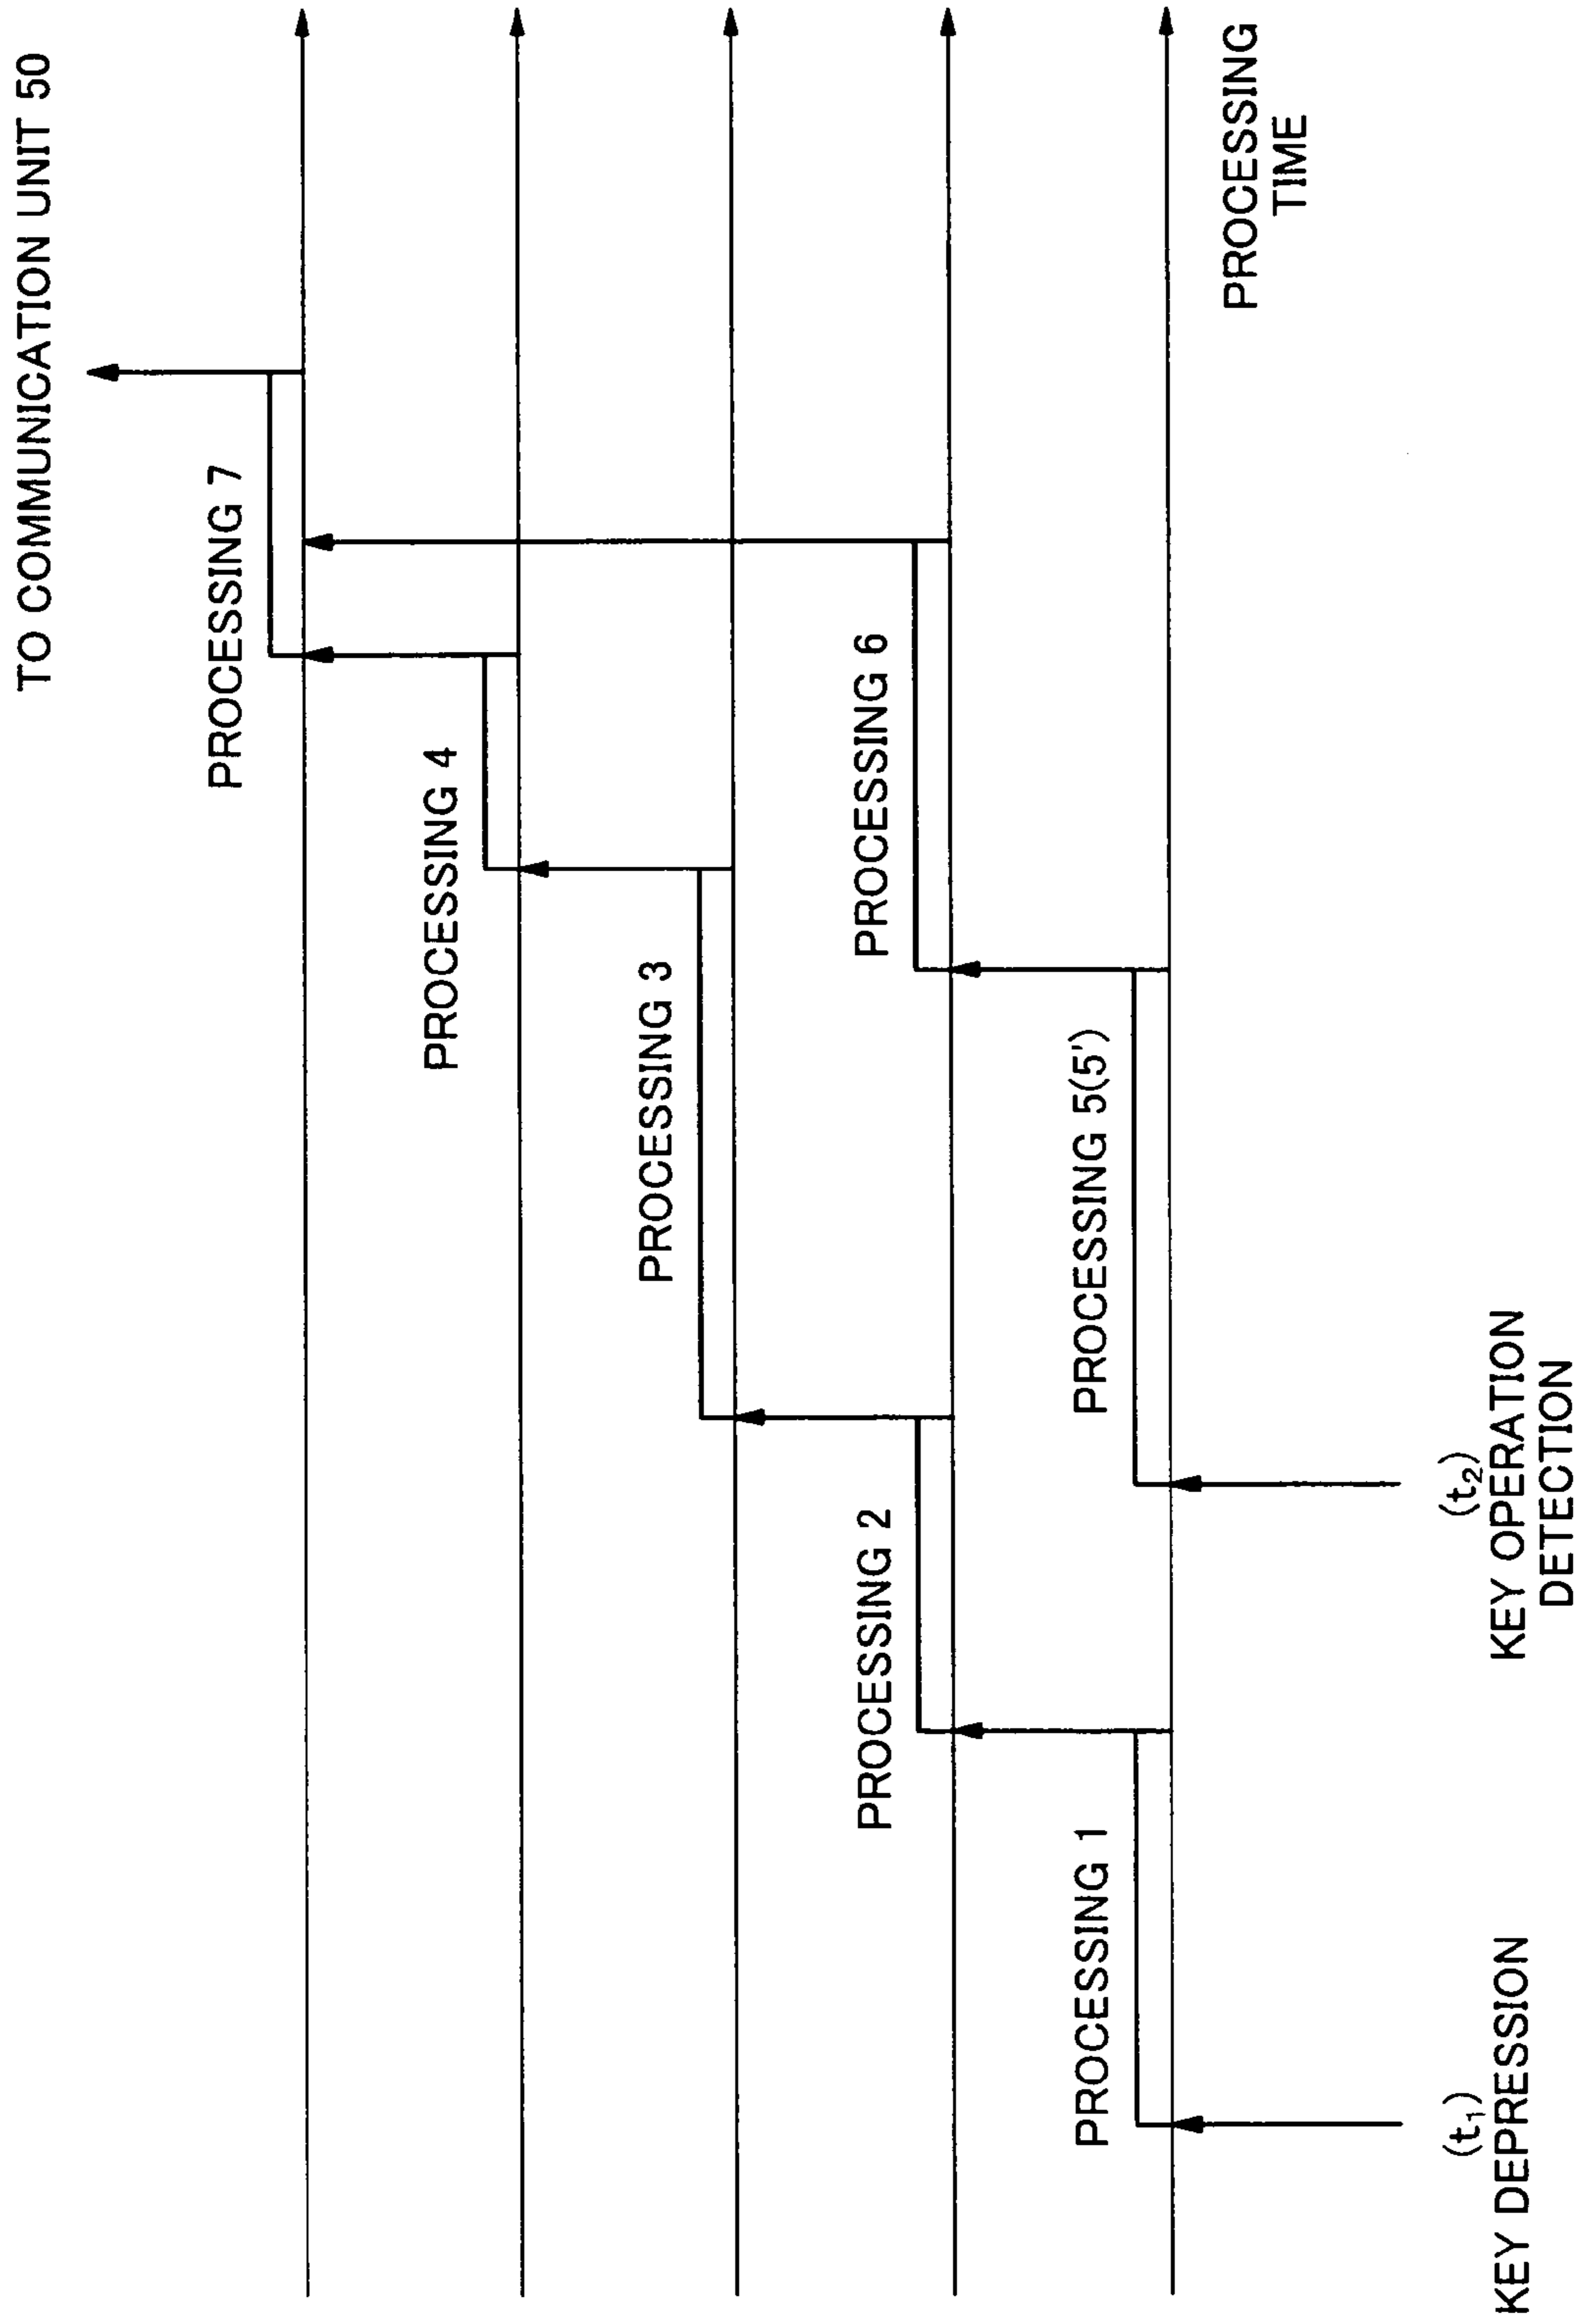 TO COMMUNICATION UNIT 50
PROCESSING 7
PROCESSING 4
PROCESSING 3
PROCESSING 6
PROCESSING 2
PROCESSING 5(5')
PROCESSING 1
PROCESSING
TIME
(t₁)
KEY DEPRESSION
(t₂)
KEY OPERATION
DETECTION